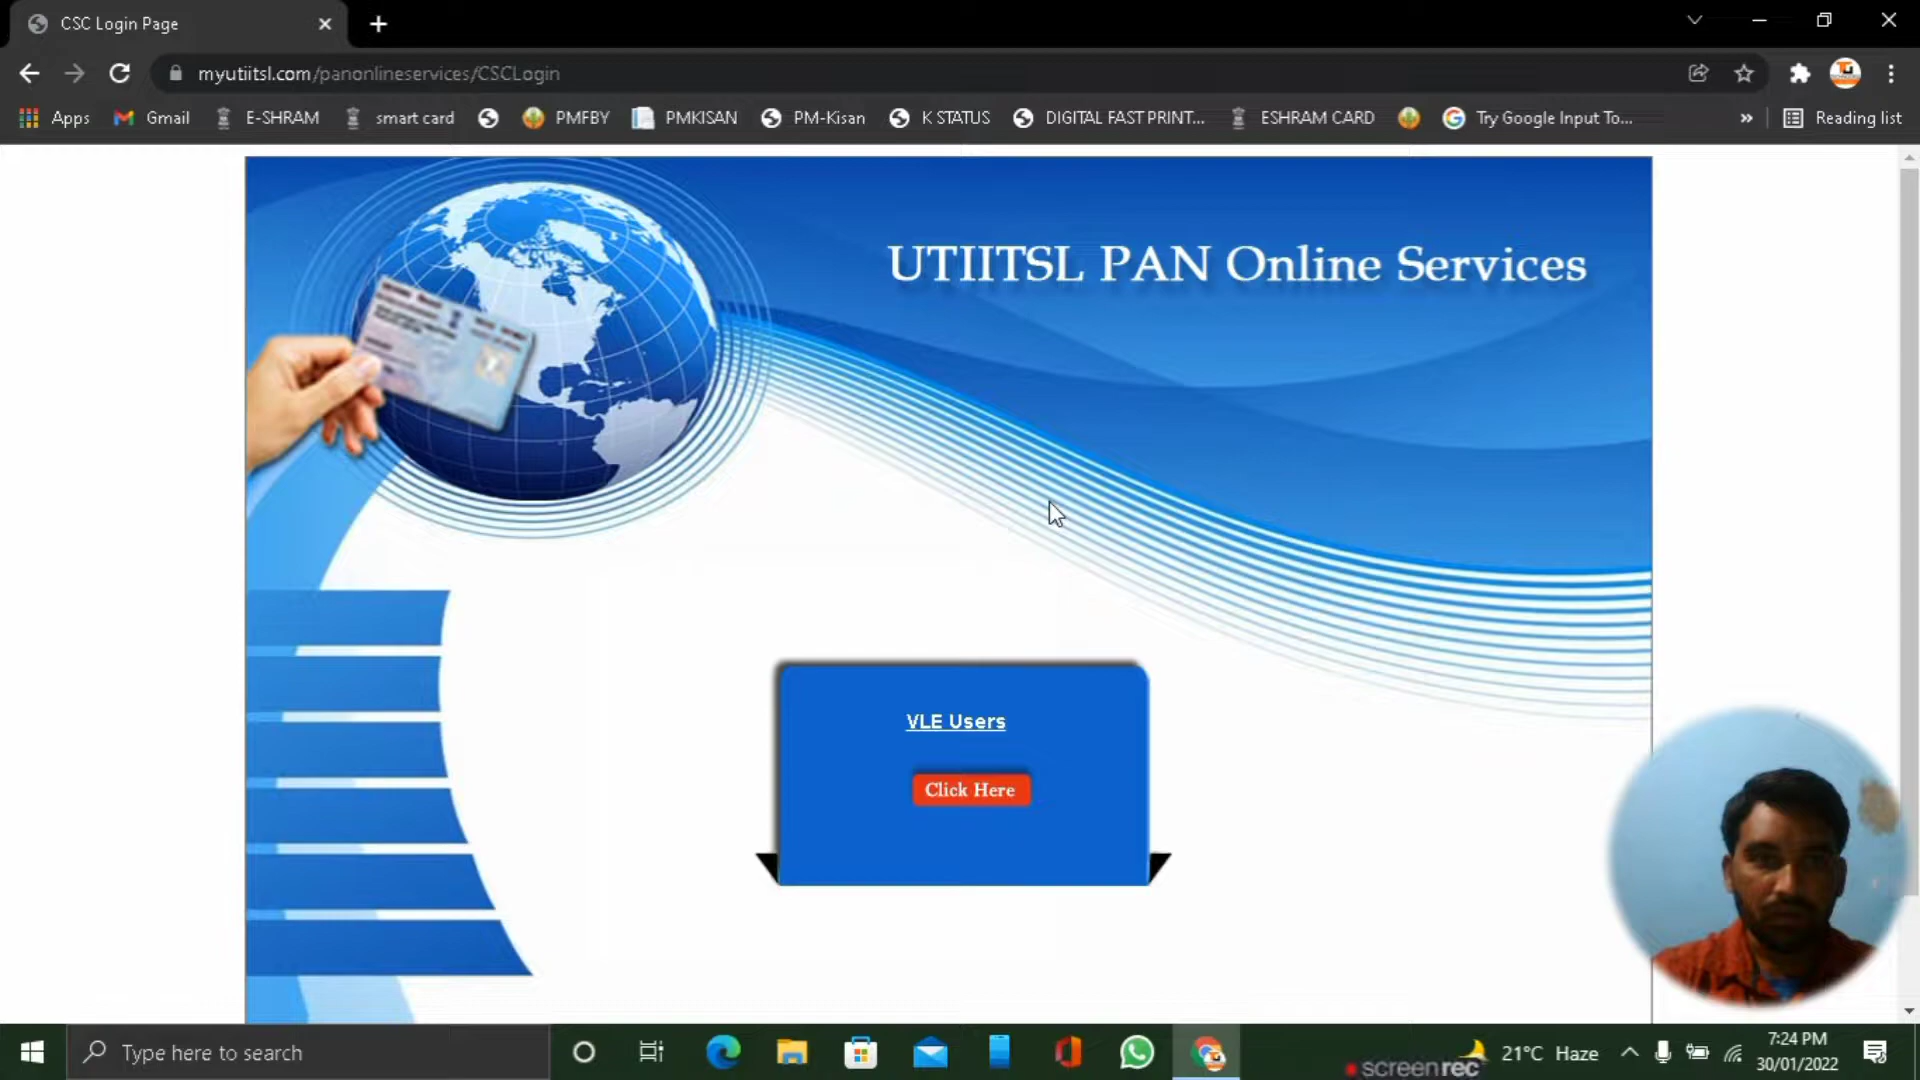 CSC Login Page
myutiitsl.com/panonlineservices/CSCLogin
Apps Gmail E-SHRAM smart card PMFBY PMKISAN PM-Kisan K STATUS DIGITAL FAST PRINT... ESHRAM CARD Try Google Input To... » Reading list
UTIITSL PAN Online Services
VLE Users
Click Here
Type here to search
21°C Haze
7:24 PM
30/01/2022
screenrec